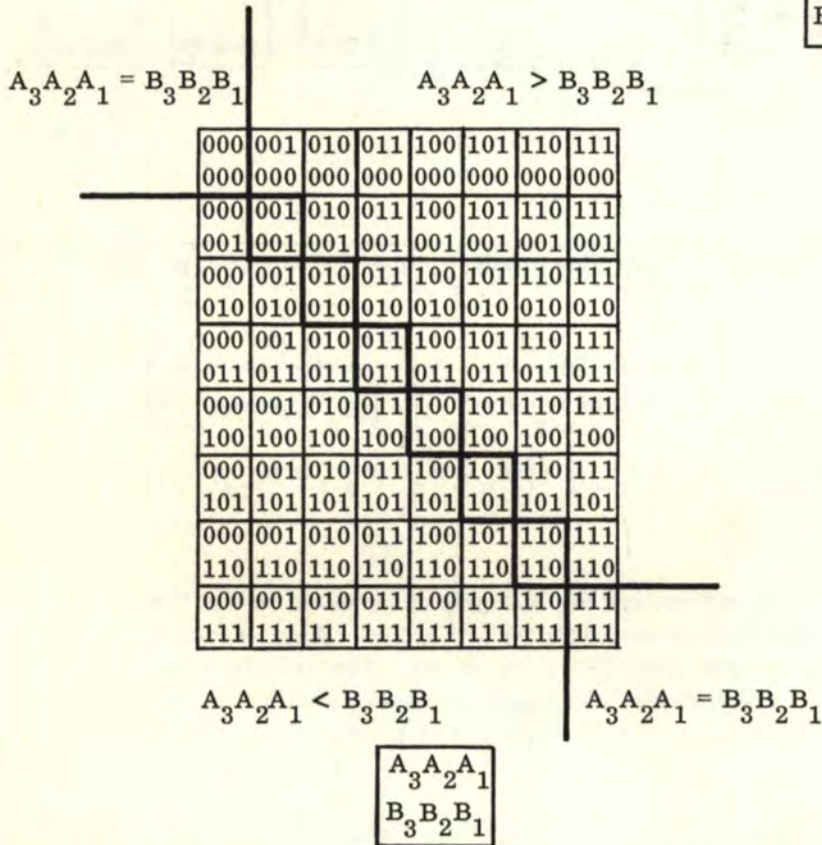 A₃A₂A₁ = B₃B₂B₁ A₃A₂A₁ > B₃B₂B₁
000 001 010 011 100 101 110 111
000 000 000 000 000 000 000 000
000 001 010 011 100 101 110 111
001 001 001 001 001 001 001 001
000 001 010 011 100 101 110 111
010 010 010 010 010 010 010 010
000 001 010 011 100 101 110 111
011 011 011 011 011 011 011 011
000 001 010 011 100 101 110 111
100 100 100 100 100 100 100 100
000 001 010 011 100 101 110 111
101 101 101 101 101 101 101 101
000 001 010 011 100 101 110 111
110 110 110 110 110 110 110 110
000 001 010 011 100 101 110 111
111 111 111 111 111 111 111 111
A₃A₂A₁ < B₃B₂B₁ A₃A₂A₁ = B₃B₂B₁
A₃A₂A₁
B₃B₂B₁